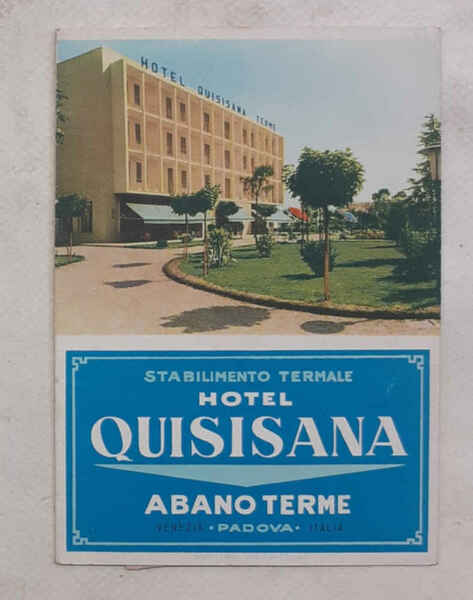 HOTEL QUISISANA TERME
STABILIMENTO TERMALE
HOTEL
QUISISANA
ABANO TERME
VENEZIA • PADOVA • ITALIA